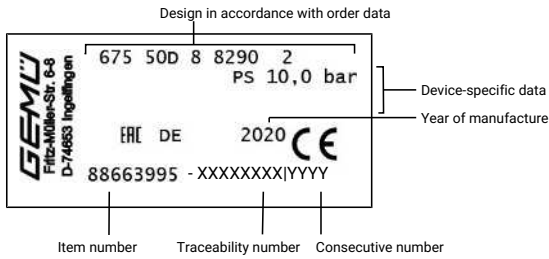 Design in accordance with order data
GEMÜ
Fritz-Müller-Str. 6-8
D-74653 Ingelfingen
675 50D 8 8290 2
PS 10,0 bar
Device-specific data
Year of manufacture
EAC DE 2020 CE
88663995 -XXXXXXXX|YYYY
Item number Traceability number Consecutive number